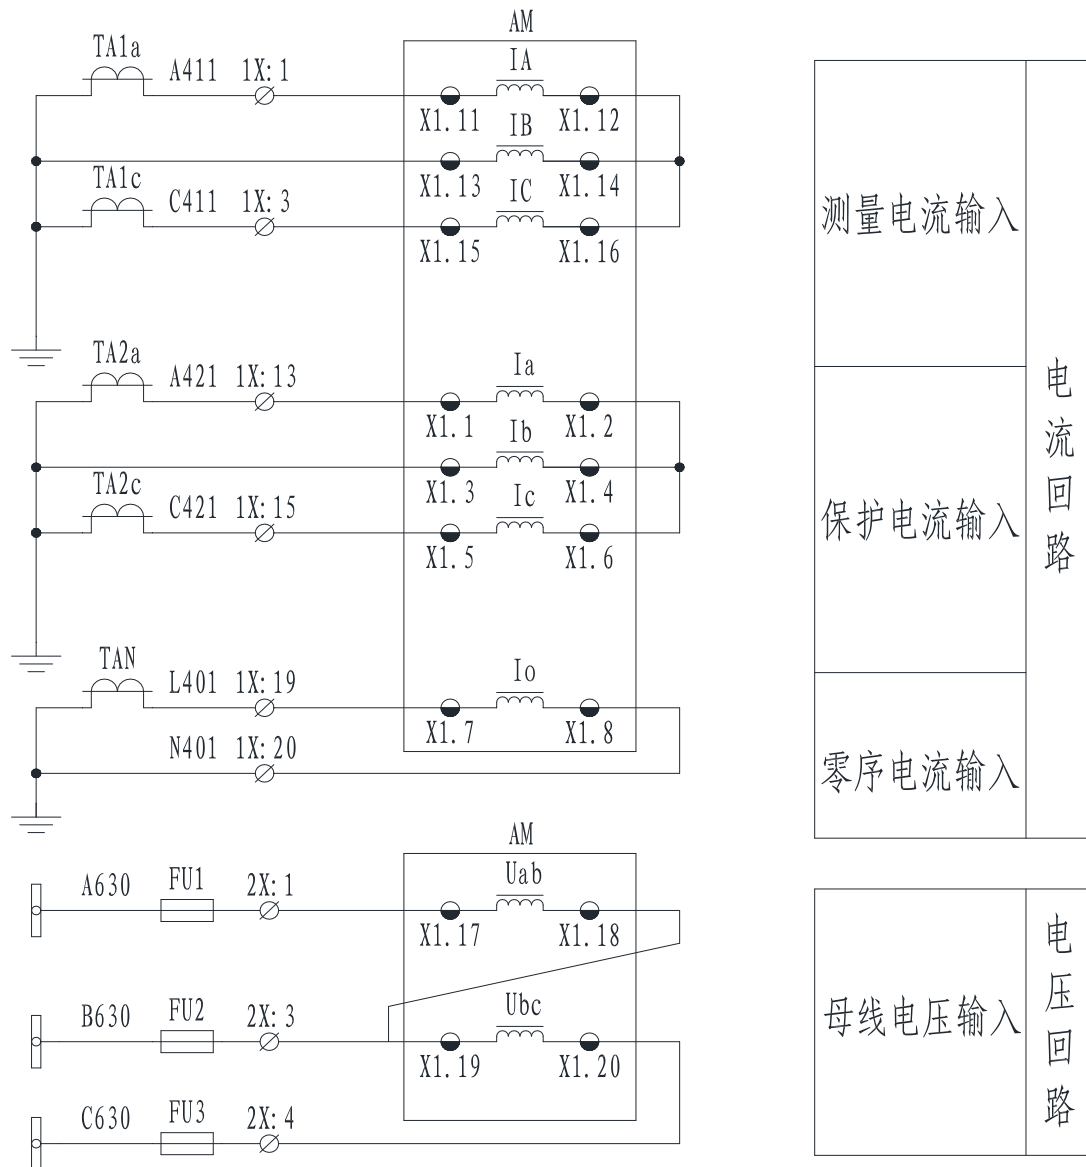 AM
TA1a
A411 1X:1
IA
X1.11
X1.12
IB
X1.13
X1.14
TA1c
C411 1X:3
IC
X1.15
X1.16
测量电流输入
TA2a
A421 1X:13
Ia
X1.1
X1.2
Ib
X1.3
X1.4
TA2c
C421 1X:15
Ic
X1.5
X1.6
保护电流输入
电流回路
TAN
L401 1X:19
Io
X1.7
X1.8
N401 1X:20
零序电流输入
AM
A630
FU1
2X:1
Uab
X1.17
X1.18
B630
FU2
2X:3
Ubc
X1.19
X1.20
C630
FU3
2X:4
母线电压输入
电压回路